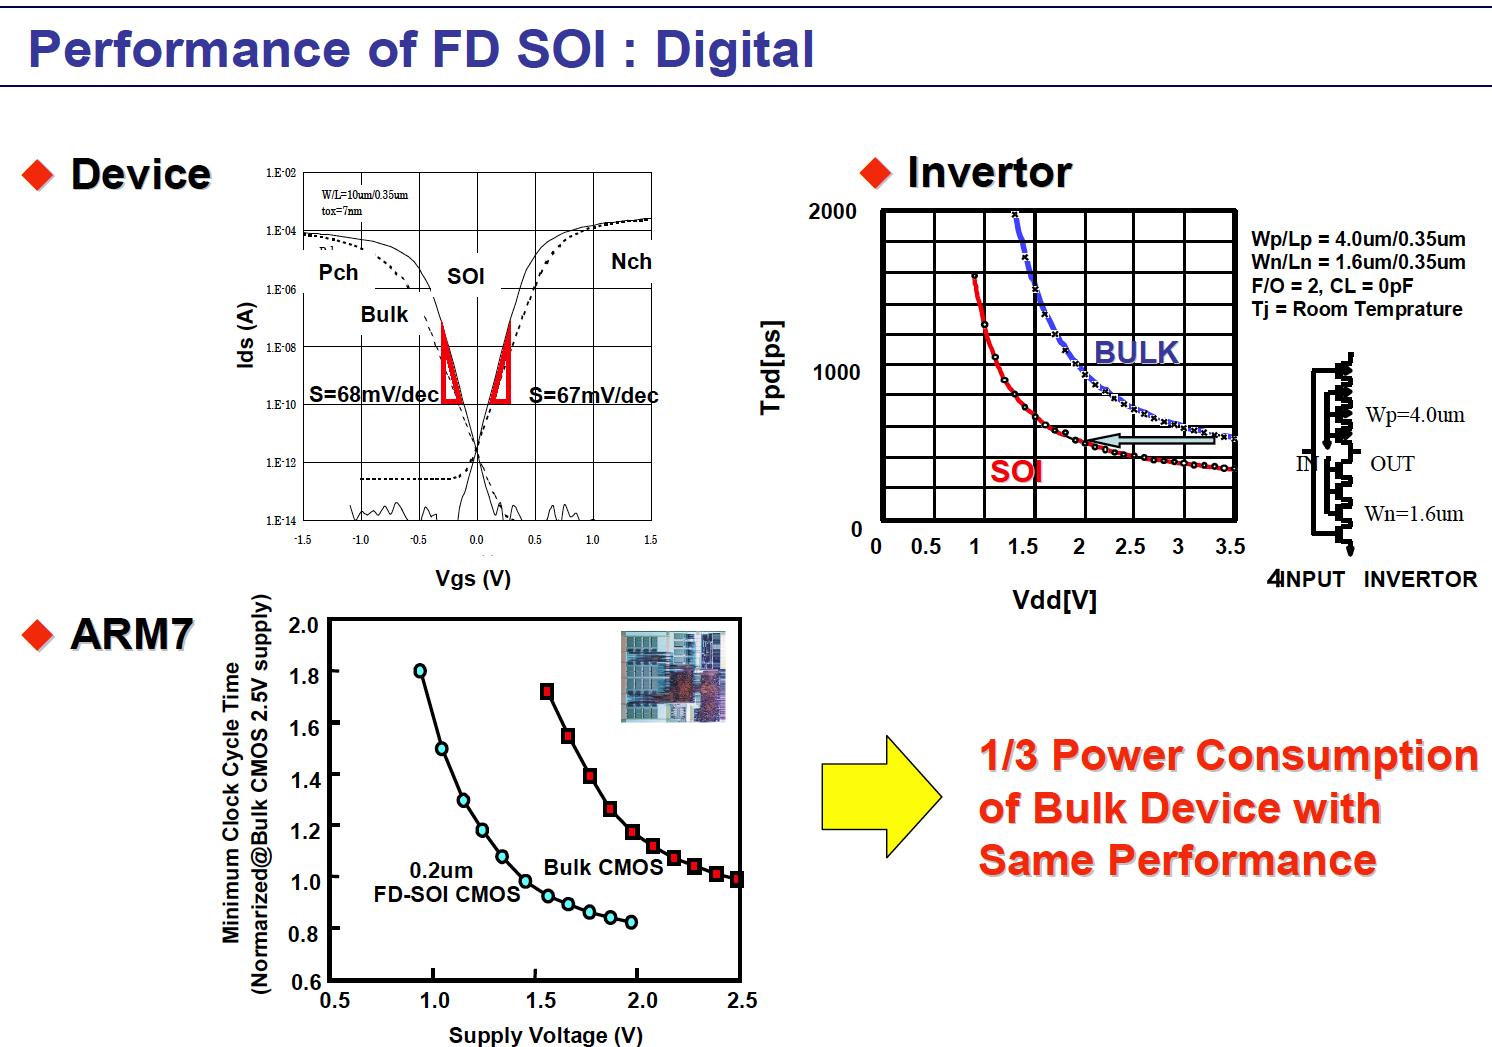 Performance of FD SOI : Digital
Device
1.E-02
1.E-04
1.E-06
1.E-08
1.E-10
1.E-12
1.E-14
W/L=10um/0.35um
tox=7nm
Pch
SOI
Nch
Bulk
S=68mV/dec
S=67mV/dec
Ids (A)
-1.5 -1.0 -0.5 0.0 0.5 1.0 1.5
Vgs (V)
Invertor
2000
1000
0
Tpd[ps]
BULK
SOI
0 0.5 1 1.5 2 2.5 3 3.5
Vdd[V]
Wp/Lp = 4.0um/0.35um
Wn/Ln = 1.6um/0.35um
F/O = 2, CL = 0pF
Tj = Room Temprature
Wp=4.0um
IN OUT
Wn=1.6um
4INPUT INVERTOR
ARM7
Minimum Clock Cycle Time
(Normarized@Bulk CMOS 2.5V supply)
2.0
1.8
1.6
1.4
1.2
1.0
0.8
0.6
0.2um
FD-SOI CMOS
Bulk CMOS
0.5 1.0 1.5 2.0 2.5
Supply Voltage (V)
1/3 Power Consumption
of Bulk Device with
Same Performance